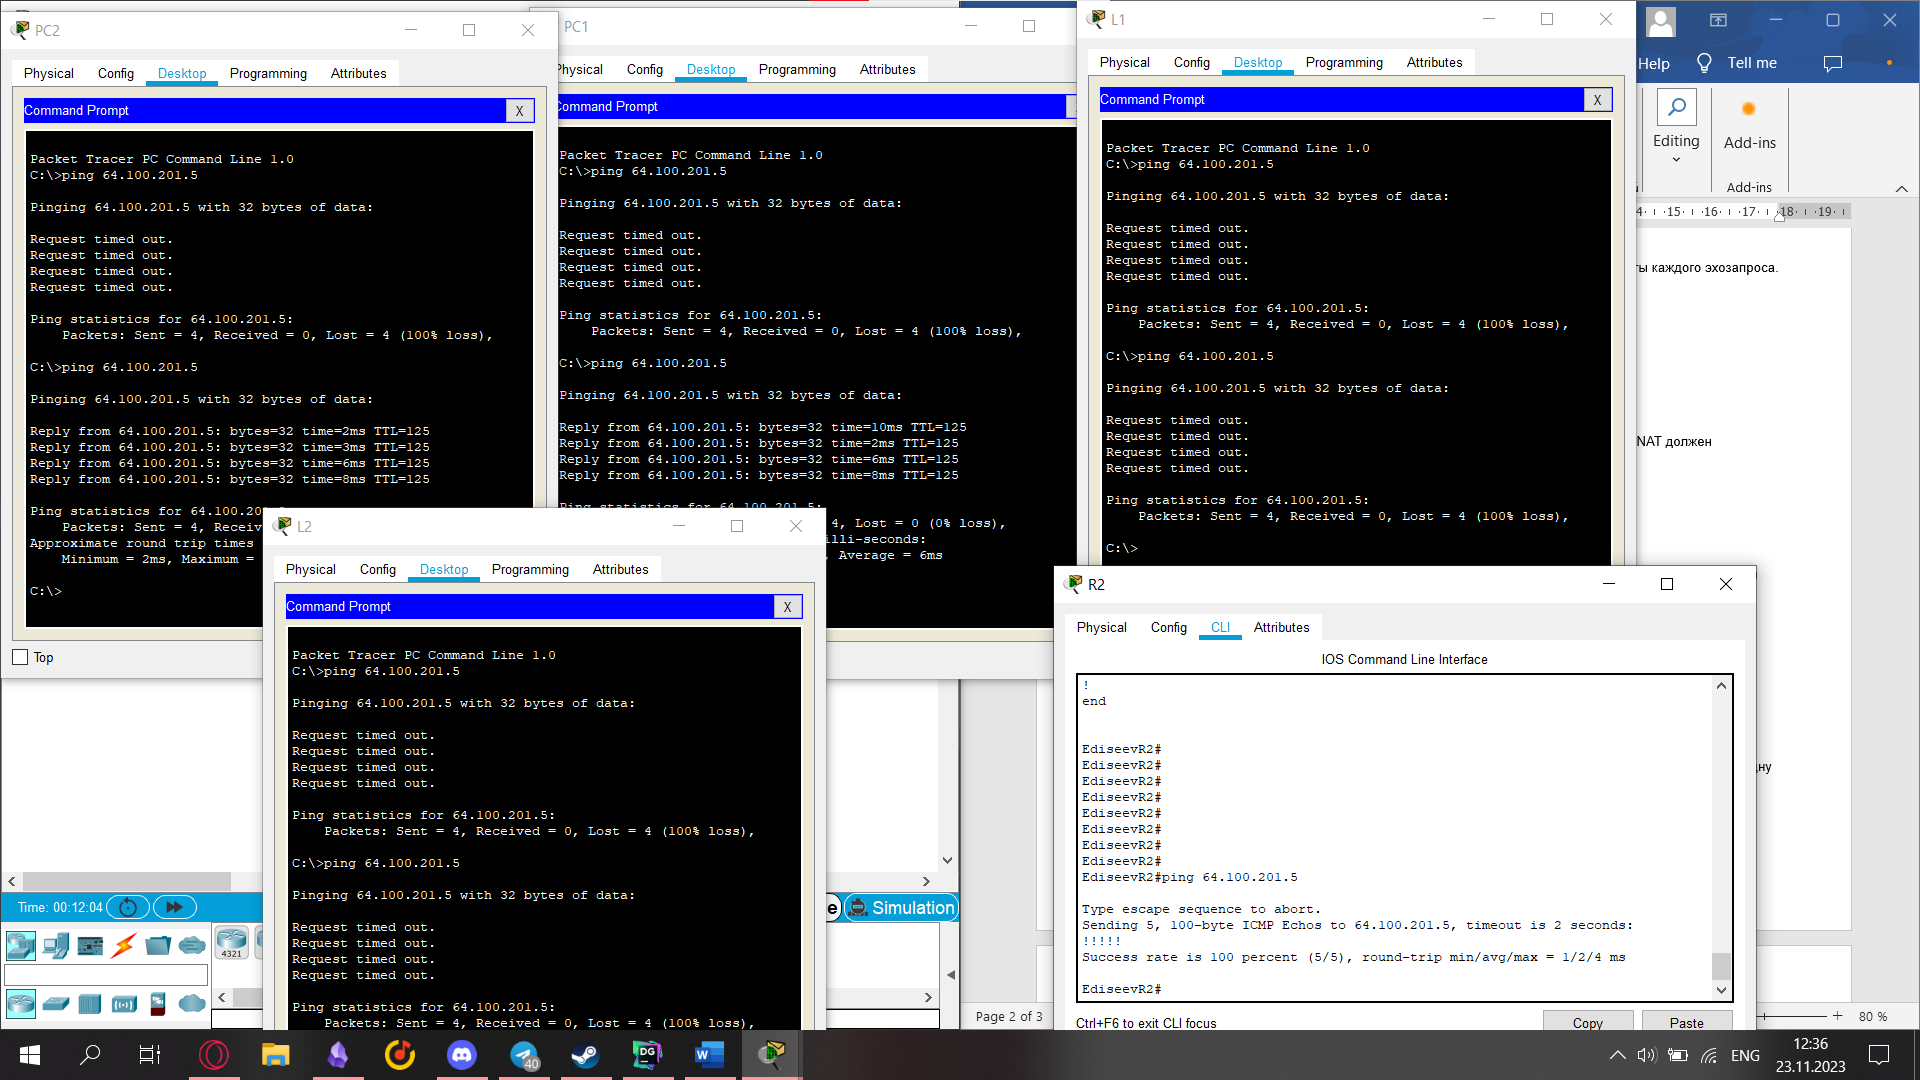 PC2
Physical Config Desktop Programming Attributes
Command Prompt X
Packet Tracer PC Command Line 1.0
C:\>ping 64.100.201.5
Pinging 64.100.201.5 with 32 bytes of data:
Request timed out.
Request timed out.
Request timed out.
Request timed out.
Ping statistics for 64.100.201.5:
Packets: Sent = 4, Received = 0, Lost = 4 (100% loss),
C:\>ping 64.100.201.5
Pinging 64.100.201.5 with 32 bytes of data:
Reply from 64.100.201.5: bytes=32 time=2ms TTL=125
Reply from 64.100.201.5: bytes=32 time=3ms TTL=125
Reply from 64.100.201.5: bytes=32 time=6ms TTL=125
Reply from 64.100.201.5: bytes=32 time=8ms TTL=125
Ping statistics for 64.100.20
Packets: Sent = 4, Receiv
Approximate round trip times
Minimum = 2ms, Maximum =
C:\>
Top
PC1
Physical Config Desktop Programming Attributes
Command Prompt
Packet Tracer PC Command Line 1.0
C:\>ping 64.100.201.5
Pinging 64.100.201.5 with 32 bytes of data:
Request timed out.
Request timed out.
Request timed out.
Request timed out.
Ping statistics for 64.100.201.5:
Packets: Sent = 4, Received = 0, Lost = 4 (100% loss),
C:\>ping 64.100.201.5
Pinging 64.100.201.5 with 32 bytes of data:
Reply from 64.100.201.5: bytes=32 time=10ms TTL=125
Reply from 64.100.201.5: bytes=32 time=2ms TTL=125
Reply from 64.100.201.5: bytes=32 time=6ms TTL=125
Reply from 64.100.201.5: bytes=32 time=8ms TTL=125
Ping statistics for 64.100.201.5:
4, Lost = 0 (0% loss),
illi-seconds:
, Average = 6ms
L1
Physical Config Desktop Programming Attributes
Command Prompt X
Packet Tracer PC Command Line 1.0
C:\>ping 64.100.201.5
Pinging 64.100.201.5 with 32 bytes of data:
Request timed out.
Request timed out.
Request timed out.
Request timed out.
Ping statistics for 64.100.201.5:
Packets: Sent = 4, Received = 0, Lost = 4 (100% loss),
C:\>ping 64.100.201.5
Pinging 64.100.201.5 with 32 bytes of data:
Request timed out.
Request timed out.
Request timed out.
Request timed out.
Ping statistics for 64.100.201.5:
Packets: Sent = 4, Received = 0, Lost = 4 (100% loss),
C:\>
Help Tell me
Editing
Add-ins
Add-ins
15 16 17 18 19
ты каждого эхозапроса.
NAT должен
дну
L2
Physical Config Desktop Programming Attributes
Command Prompt X
Packet Tracer PC Command Line 1.0
C:\>ping 64.100.201.5
Pinging 64.100.201.5 with 32 bytes of data:
Request timed out.
Request timed out.
Request timed out.
Request timed out.
Ping statistics for 64.100.201.5:
Packets: Sent = 4, Received = 0, Lost = 4 (100% loss),
C:\>ping 64.100.201.5
Pinging 64.100.201.5 with 32 bytes of data:
Request timed out.
Request timed out.
Request timed out.
Request timed out.
Ping statistics for 64.100.201.5:
Packets: Sent = 4, Received = 0, Lost = 4 (100% loss),
R2
Physical Config CLI Attributes
IOS Command Line Interface
!
end
EdiseevR2#
EdiseevR2#
EdiseevR2#
EdiseevR2#
EdiseevR2#
EdiseevR2#
EdiseevR2#
EdiseevR2#
EdiseevR2#ping 64.100.201.5
Type escape sequence to abort.
Sending 5, 100-byte ICMP Echos to 64.100.201.5, timeout is 2 seconds:
!!!!!
Success rate is 100 percent (5/5), round-trip min/avg/max = 1/2/4 ms
EdiseevR2#
Ctrl+F6 to exit CLI focus Copy Paste
Time: 00:12:04
e Simulation
4321
Page 2 of 3
80 %
DG
40
ENG
12:36
23.11.2023